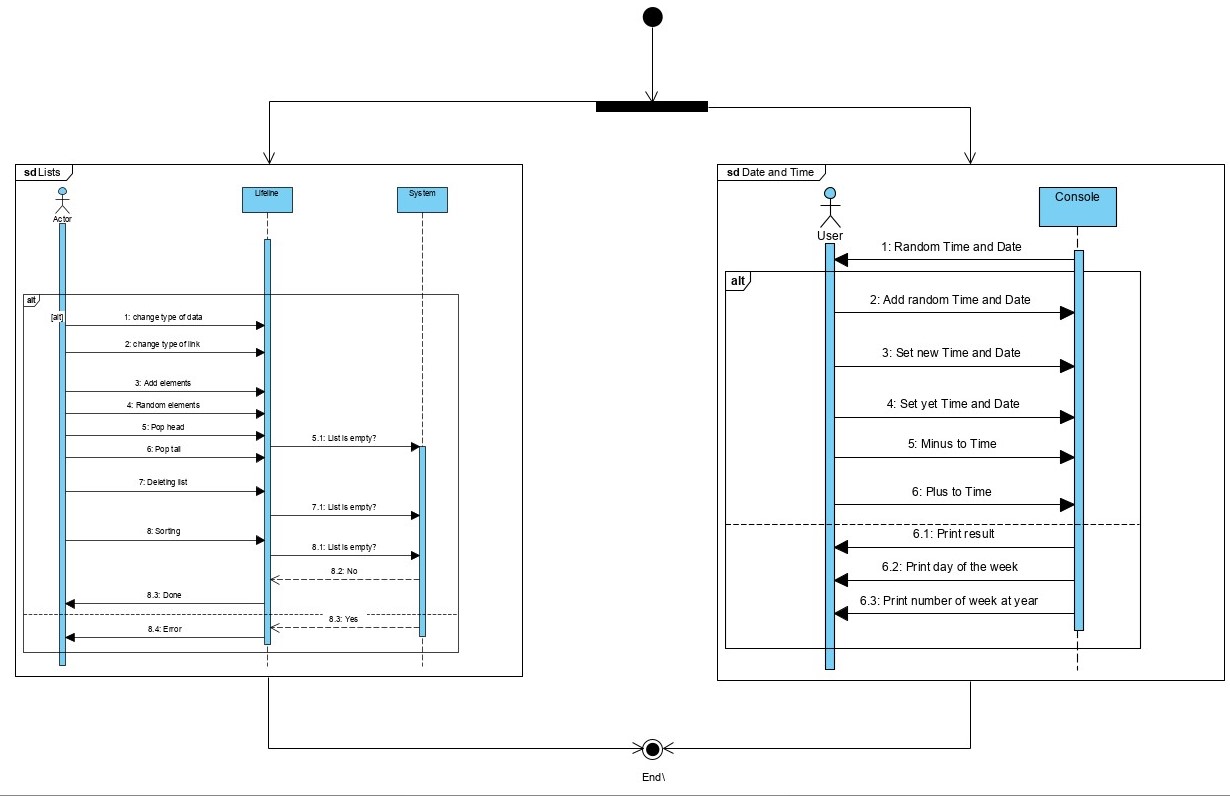 sd Lists
Actor
Lifeline
System
alt
[alt]
1: change type of data
2: change type of link
3: Add elements
4: Random elements
5: Pop head
5.1: List is empty?
6: Pop tail
7: Deleting list
7.1: List is empty?
8: Sorting
8.1: List is empty?
8.2: No
8.3: Done
8.3: Yes
8.4: Error
sd Date and Time
User
Console
1: Random Time and Date
alt
2: Add random Time and Date
3: Set new Time and Date
4: Set yet Time and Date
5: Minus to Time
6: Plus to Time
6.1: Print result
6.2: Print day of the week
6.3: Print number of week at year
End\